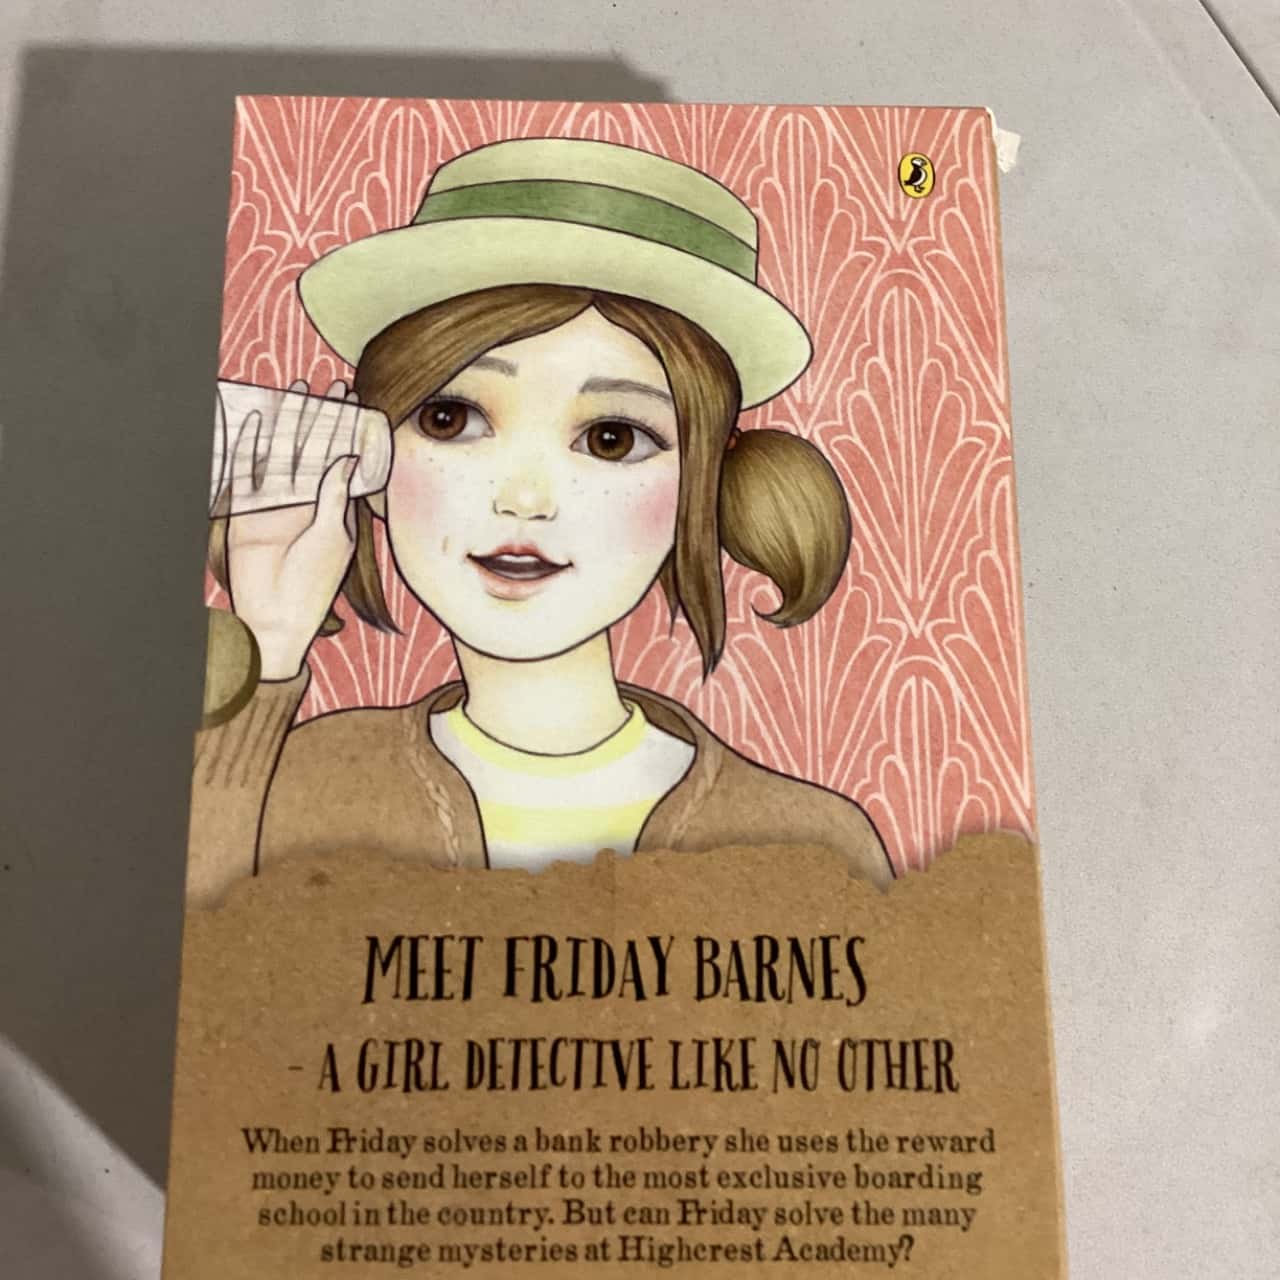 MEET FRIDAY BARNES
- A GIRL DETECTIVE LIKE NO OTHER
When Friday solves a bank robbery she uses the reward
money to send herself to the most exclusive boarding
school in the country. But can Friday solve the many
strange mysteries at Highcrest Academy?